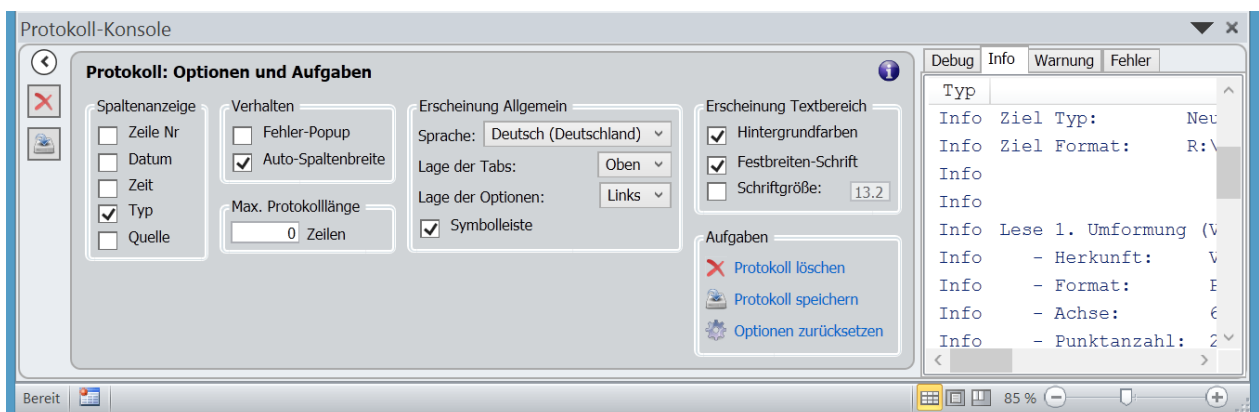 Protokoll-Konsole
Protokoll: Optionen und Aufgaben
Spaltenanzeige
Zeile Nr
Datum
Zeit
Typ
Quelle
Verhalten
Fehler-Popup
Auto-Spaltenbreite
Max. Protokolllänge
0 Zeilen
Erscheinung Allgemein
Sprache: Deutsch (Deutschland)
Lage der Tabs: Oben
Lage der Optionen: Links
Symbolleiste
Erscheinung Textbereich
Hintergrundfarben
Festbreiten-Schrift
Schriftgröße: 13.2
Aufgaben
Protokoll löschen
Protokoll speichern
Optionen zurücksetzen
Debug Info Warnung Fehler
Typ
Info Ziel Typ: Neu
Info Ziel Format: R:\
Info
Info
Info Lese 1. Umformung (V
Info - Herkunft: V
Info - Format:
Info - Achse: 6
Info - Punktanzahl: 2
Bereit
85 %